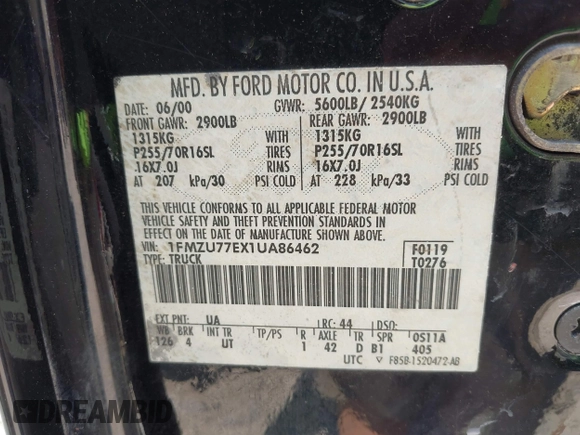 MFD. BY FORD MOTOR CO. IN U.S.A.
DATE: 06/00 GVWR: 5600LB/ 2540KG
FRONT GAWR: 2900LB REAR GAWR: 2900LB
1315KG WITH 1315KG WITH
P255/70R16SL TIRES P255/70R16SL TIRES
16X7.0J RIMS 16X7.0J RIMS
AT 207 kPa/30 PSI COLD AT 228 kPa/33 PSI COLD
THIS VEHICLE CONFORMS TO ALL APPLICABLE FEDERAL MOTOR
VEHICLE SAFETY AND THEFT PREVENTION STANDARDS IN
EFFECT ON THE DATE OF MANUFACTURE SHOWN ABOVE.
VIN: 1FMZU77EX1UA86462 F0119
TYPE: TRUCK T0276
EXT PNT: UA RC: 44 DSO:
WB BRK INT TR TP/PS R AXLE TR SPR 0S11A
126 4 UT 1 42 D B1 405
UTC F85B-1520472-AB
DREAMBID